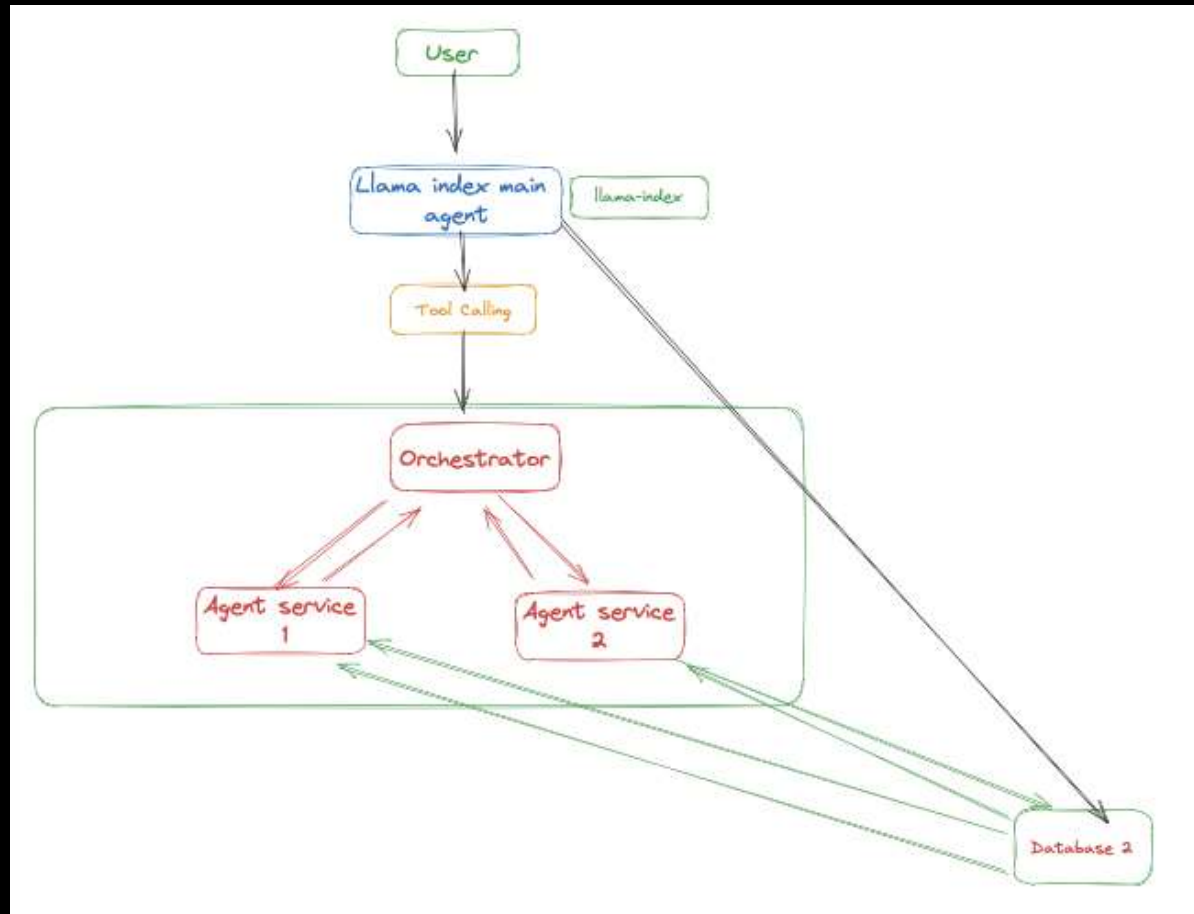 User
Llama index main
agent
llama-index
Tool Calling
Orchestrator
Agent service
1
Agent service
2
Database 2